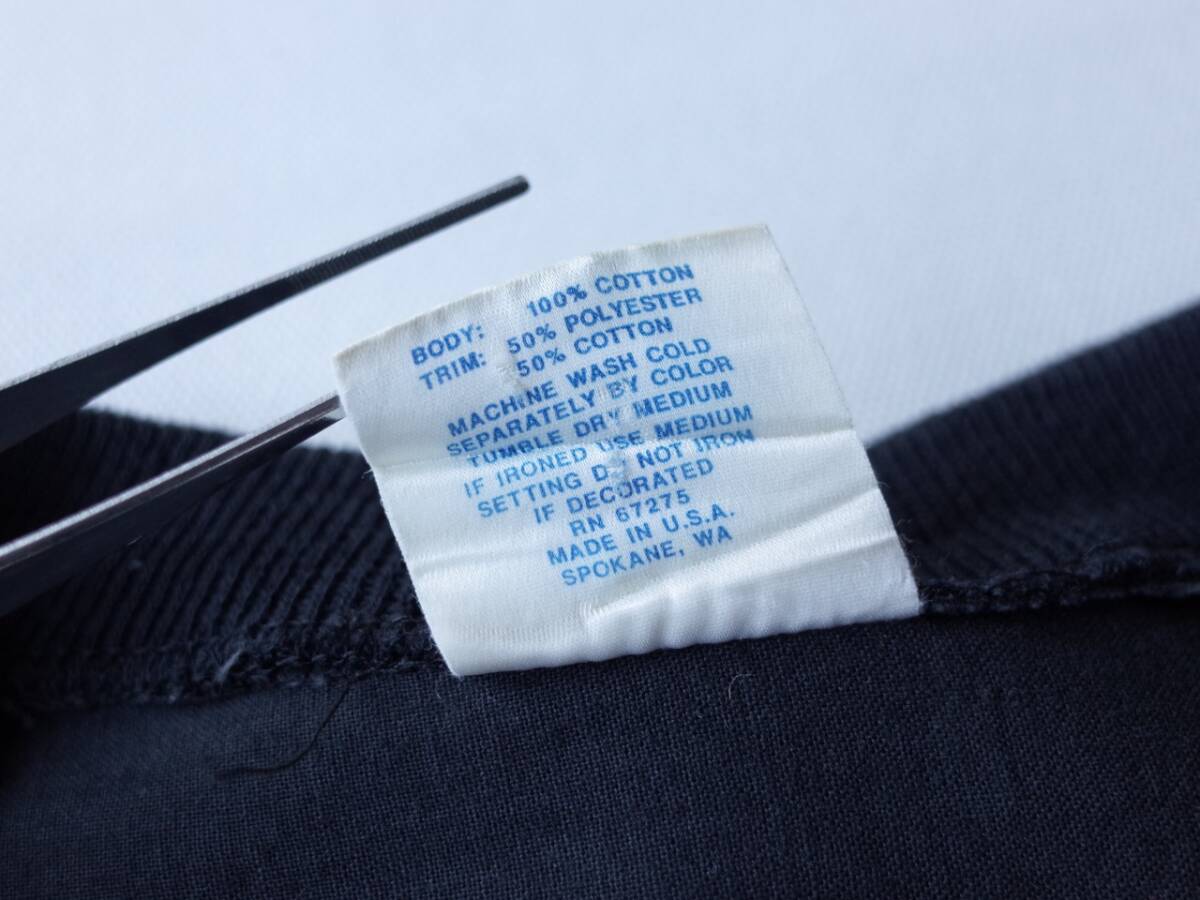 BODY: 100% COTTON
TRIM: 50% POLYESTER
50% COTTON
MACHINE WASH COLD
SEPARATELY BY COLOR
TUMBLE DRY MEDIUM
IF IRONED USE MEDIUM
SETTING DO NOT IRON
IF DECORATED
RN 67275
MADE IN U.S.A.
SPOKANE, WA